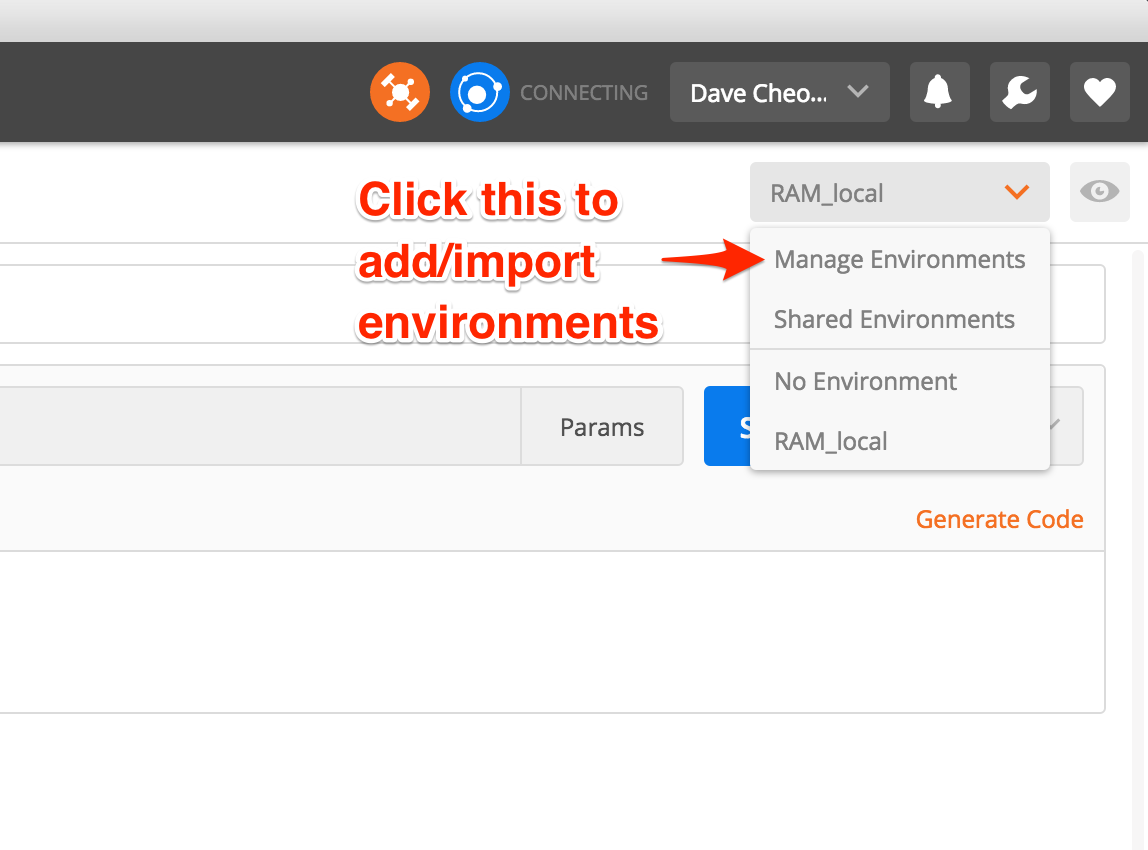 CONNECTING
Dave Cheo...
RAM_local
Click this to
add/import
environments
Manage Environments
Shared Environments
No Environment
RAM_local
Params
Generate Code